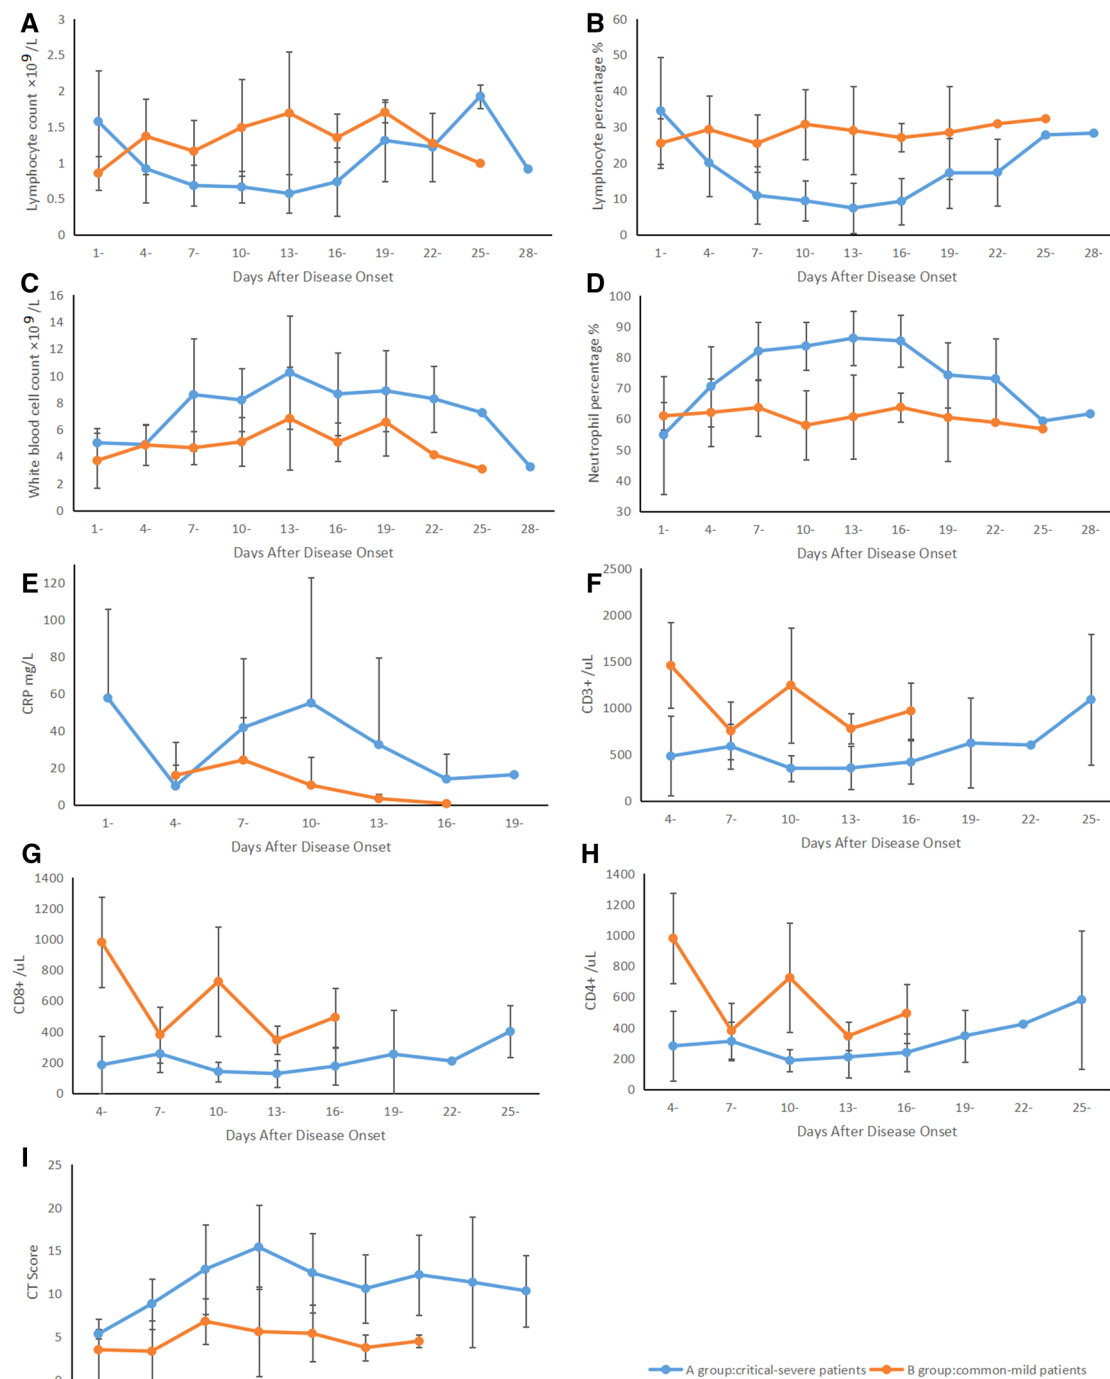 A
Lymphocyte count ×10⁹/L
3
2.5
2
1.5
1
0.5
0
1- 4- 7- 10- 13- 16- 19- 22- 25- 28-
Days After Disease Onset
B
Lymphocyte percentage %
60
50
40
30
20
10
0
1- 4- 7- 10- 13- 16- 19- 22- 25- 28-
Days After Disease Onset
C
White blood cell count ×10⁹/L
16
14
12
10
8
6
4
2
0
1- 4- 7- 10- 13- 16- 19- 22- 25- 28-
Days After Disease Onset
D
Neutrophil percentage %
100
90
80
70
60
50
40
30
1- 4- 7- 10- 13- 16- 19- 22- 25- 28-
Days After Disease Onset
E
CRP mg/L
120
100
80
60
40
20
0
1- 4- 7- 10- 13- 16- 19-
Days After Disease Onset
F
CD3+ /uL
2500
2000
1500
1000
500
0
4- 7- 10- 13- 16- 19- 22- 25-
Days After Disease Onset
G
CD8+ /uL
1400
1200
1000
800
600
400
200
0
4- 7- 10- 13- 16- 19- 22- 25-
Days After Disease Onset
H
CD4+ /uL
1400
1200
1000
800
600
400
200
0
4- 7- 10- 13- 16- 19- 22- 25-
Days After Disease Onset
I
CT Score
25
20
15
10
5
A group:critical-severe patients B group:common-mild patients